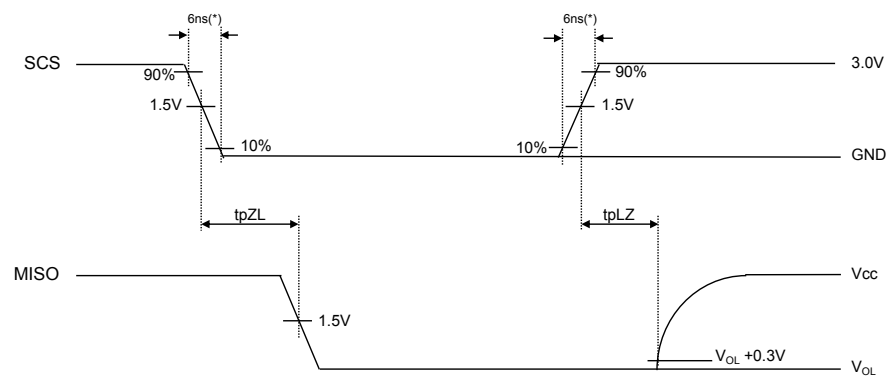 6ns(*) 6ns(*)
SCS 90% 90% 3.0V
1.5V 1.5V
10% 10% GND
tpZL tpLZ
MISO Vcc
1.5V
VOL +0.3V
VOL